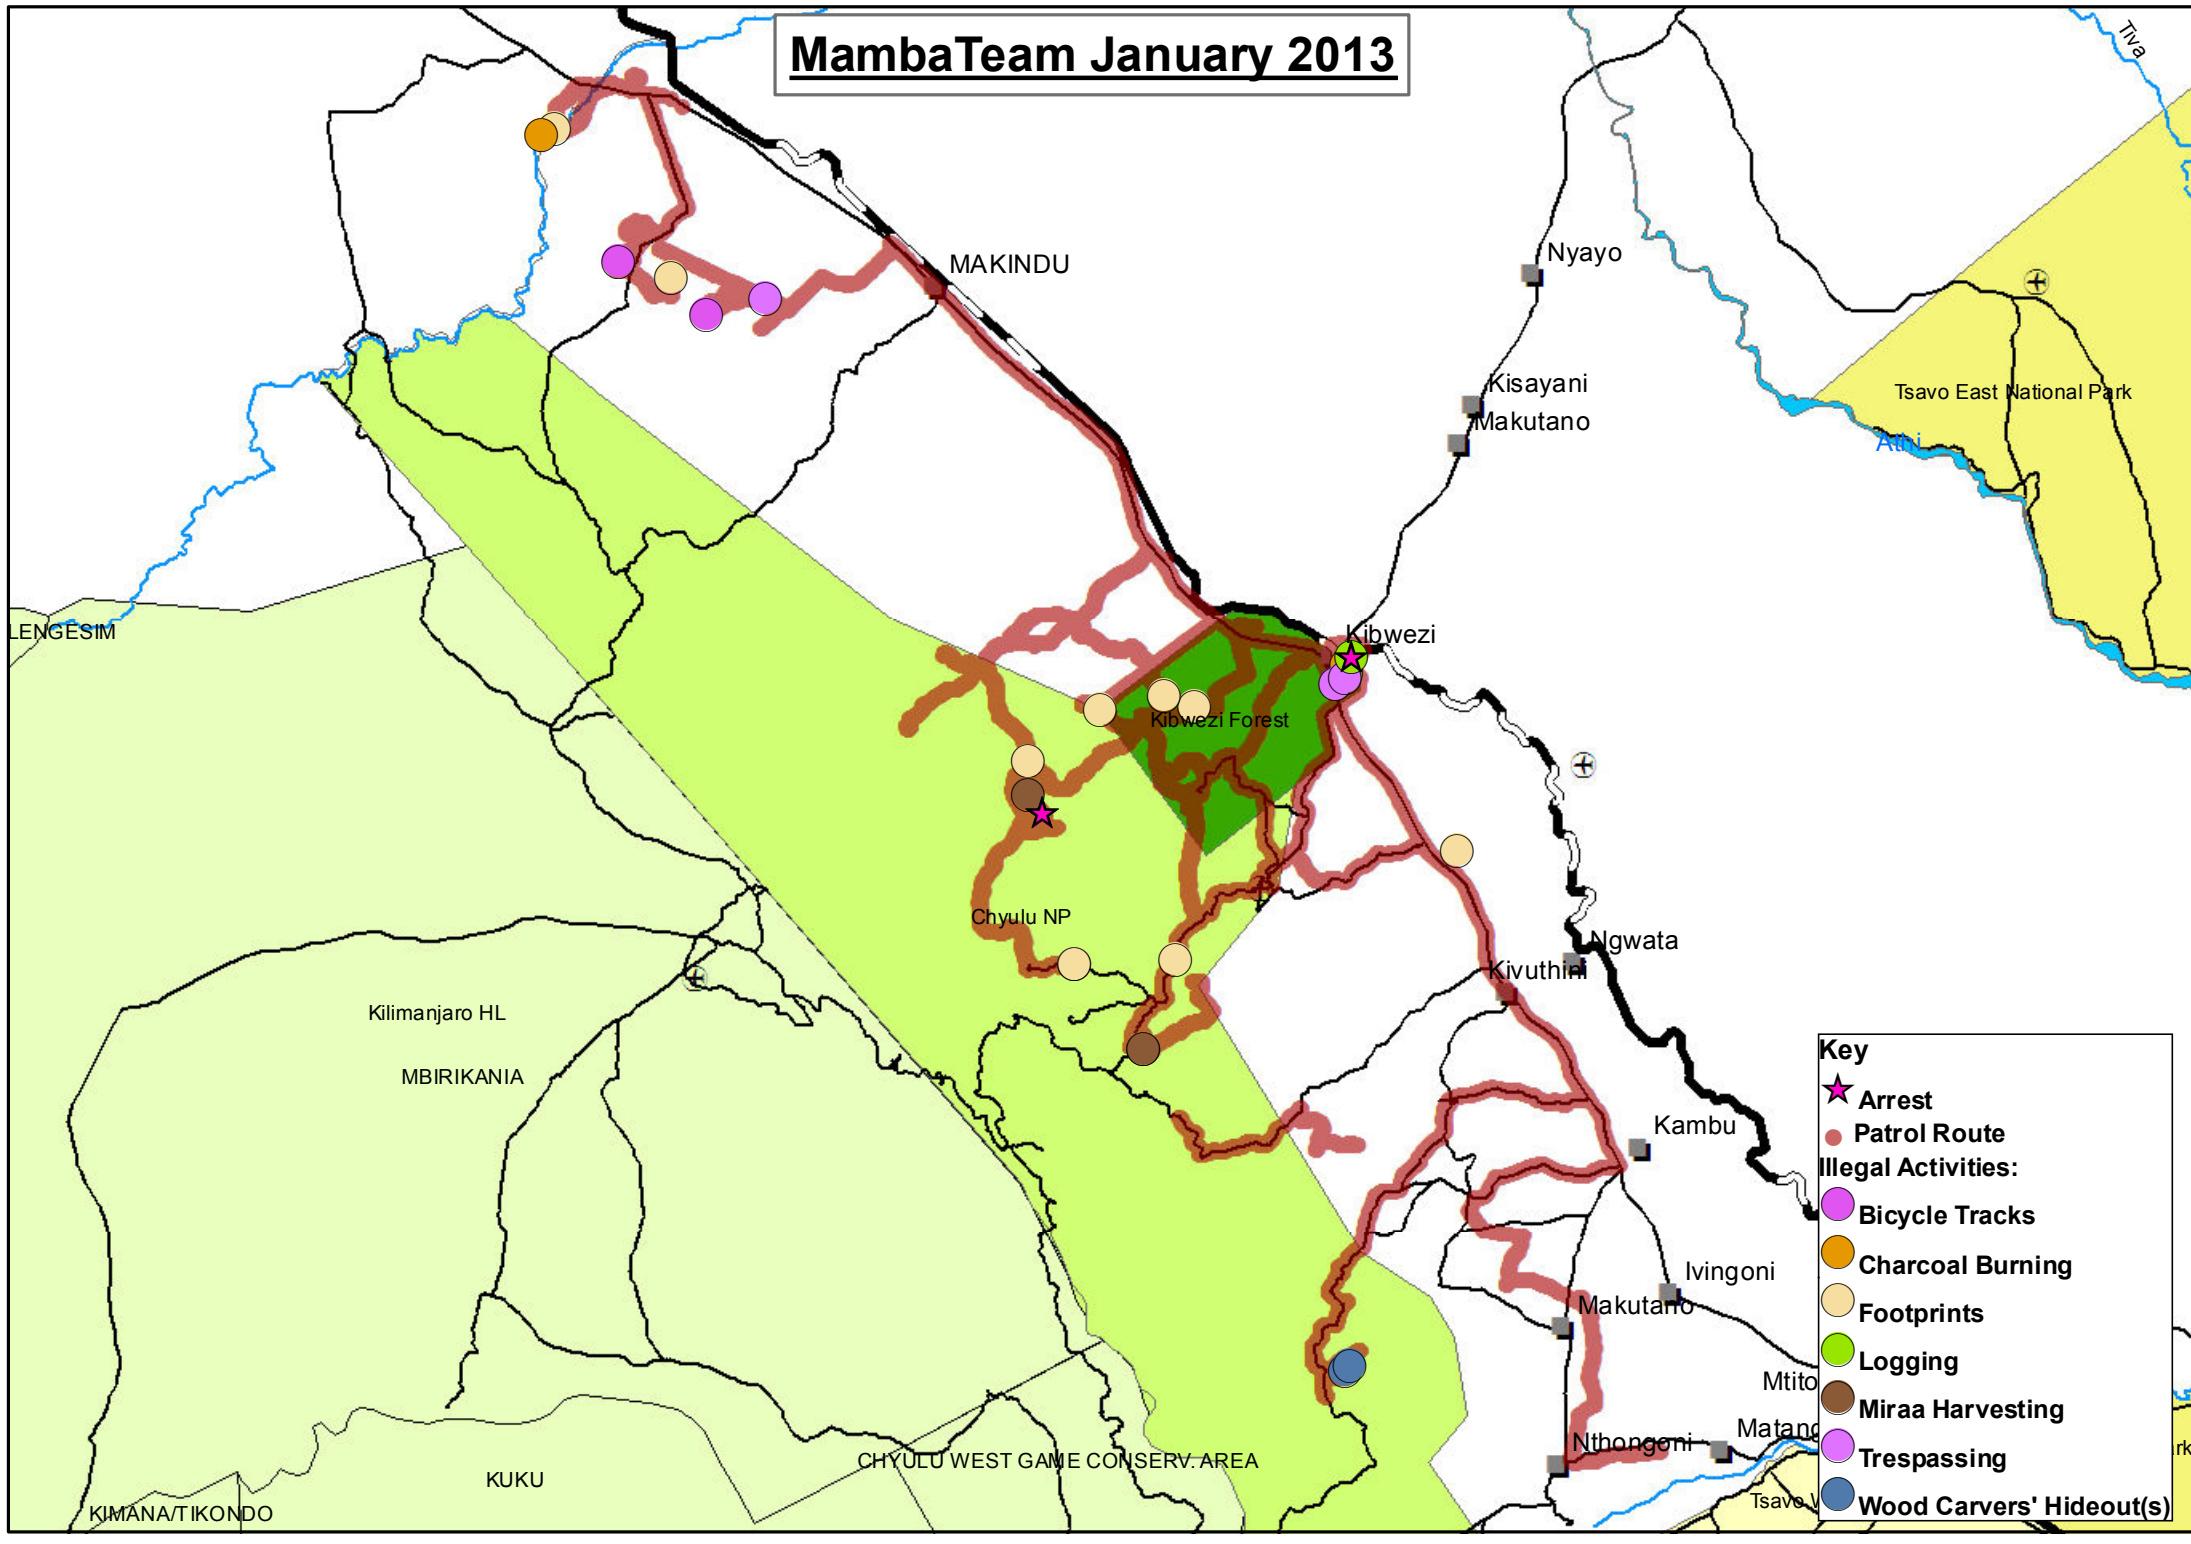 MambaTeam January 2013
Tiva
Nyayo
MAKINDU
Kisayani
Tsavo East National Park
Makutano
Athi
LENGESIM
Kibwezi
Kibwezi Forest
Chyulu NP
Ngwata
Kivuthini
Kilimanjaro HL
MBIRIKANIA
Kambu
Ivingoni
Makutano
Mtito
Matang
Nthongoni
CHYULU WEST GAME CONSERV. AREA
KUKU
KIMANA/TIKONDO
Tsavo W
rk
Key
Arrest
Patrol Route
Illegal Activities:
Bicycle Tracks
Charcoal Burning
Footprints
Logging
Miraa Harvesting
Trespassing
Wood Carvers' Hideout(s)